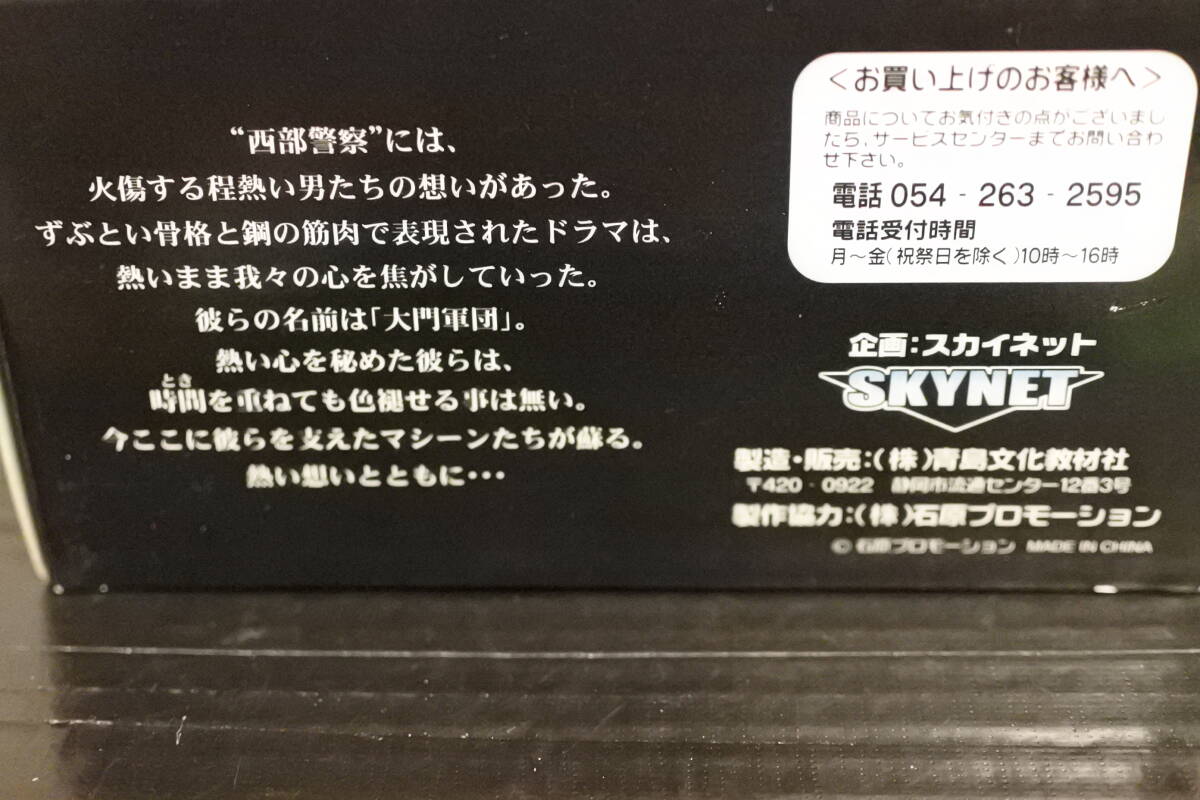 “西部警察”には、
火傷する程熱い男たちの想いがあった。
ずぶとい骨格と鋼の筋肉で表現されたドラマは、
熱いまま我々の心を焦がしていった。
彼らの名前は「大門軍団」。
熱い心を秘めた彼らは、
とき
時間を重ねても色褪せる事は無い。
今ここに彼らを支えたマシーンたちが蘇る。
熱い想いとともに・・・
＜お買い上げのお客様へ＞
商品についてお気付きの点がございまし
たら、サービスセンターまでお問い合わ
せ下さい。
電話 054 - 263 - 2595
電話受付時間
月～金(祝祭日を除く)10時～16時
企画：スカイネット
SKYNET
製造・販売：(株)青島文化教材社
〒420-0922 静岡市流通センター12番3号
製作協力：(株)石原プロモーション
© 石原プロモーション MADE IN CHINA